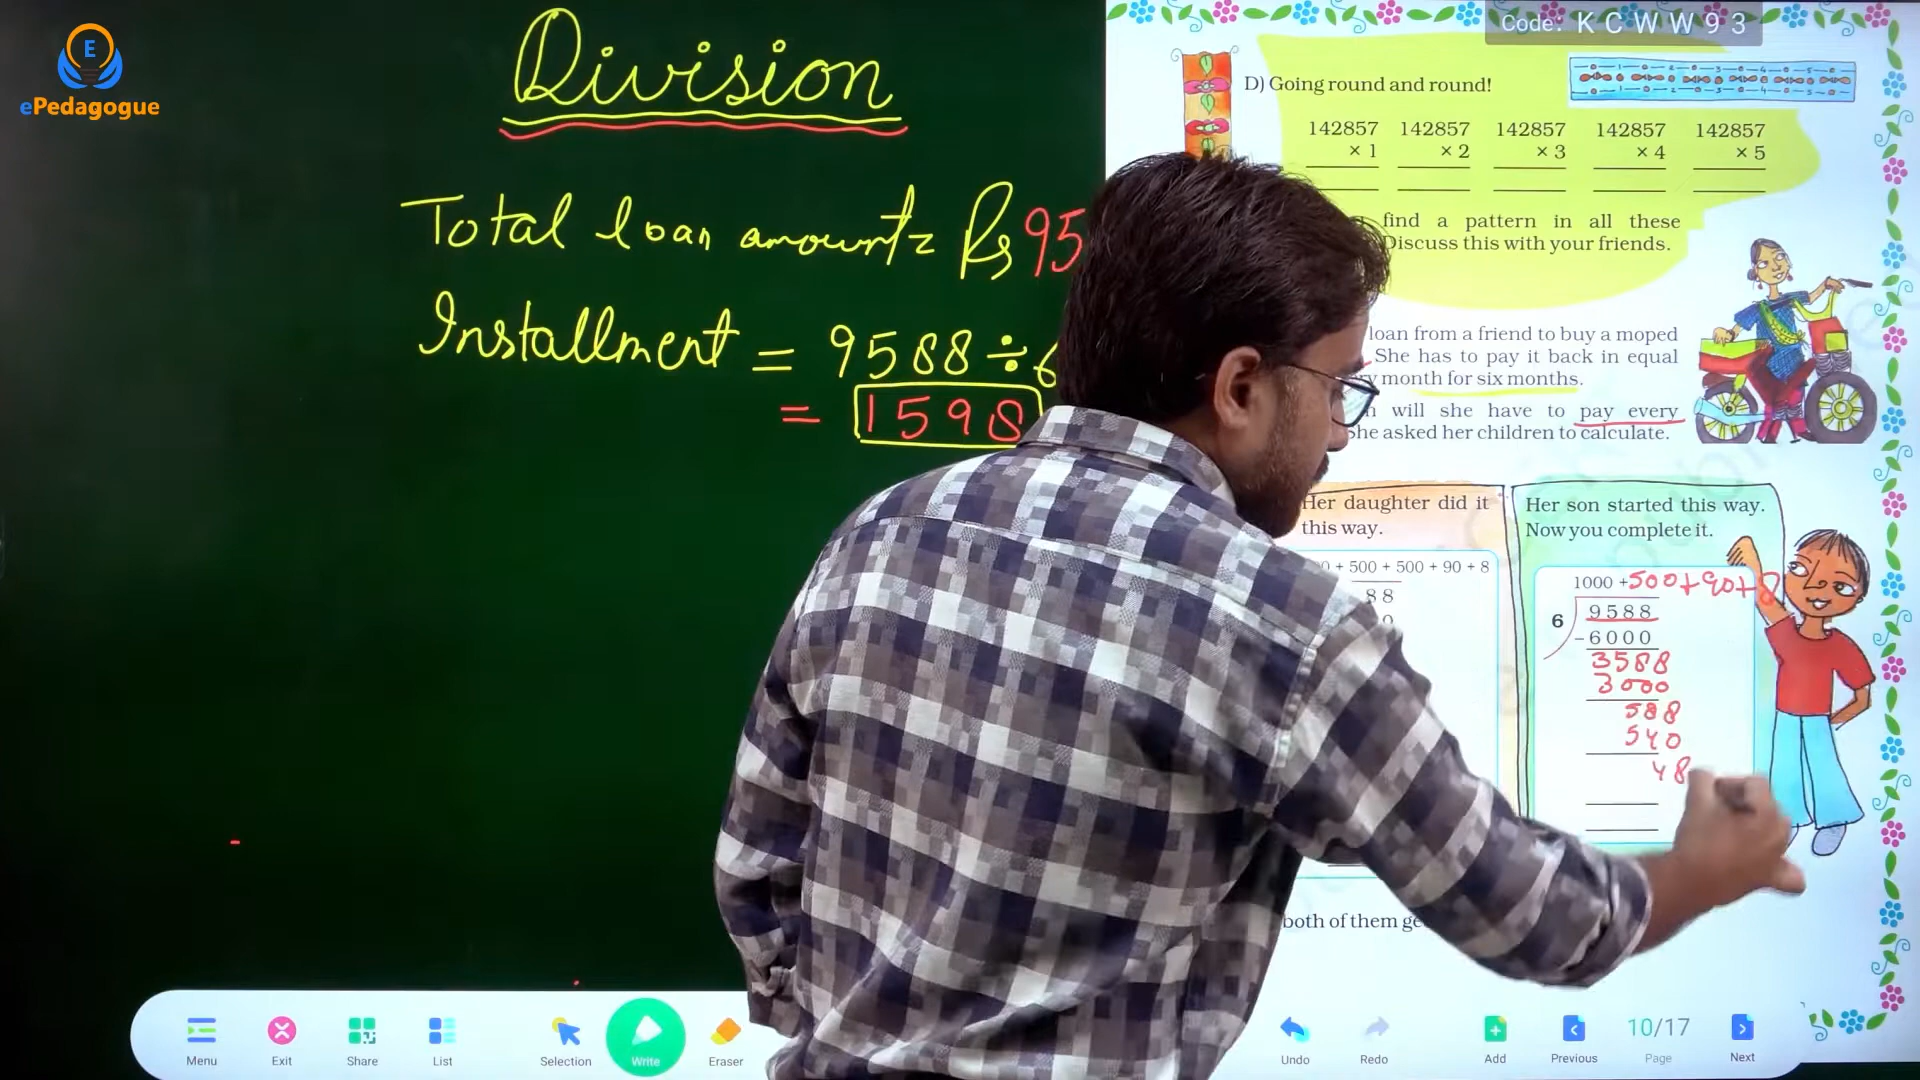 E
ePedagogue
Division
Total loan amount = Rs 95
Installment = 9588 ÷ 6
= 1598
Code: KCWW93
D) Going round and round!
142857 142857 142857 142857 142857
× 1 × 2 × 3 × 4 × 5
find a pattern in all these
Discuss this with your friends.
loan from a friend to buy a moped
She has to pay it back in equal
month for six months.
will she have to pay every
She asked her children to calculate.
Her daughter did it
this way.
+ 500 + 500 + 90 + 8
88
0
Her son started this way.
Now you complete it.
1000 + 500 + 90 + 8
6 9588
– 6000
3588
3000
588
540
48
both of them
Menu
Exit
Share
List
Selection
Write
Eraser
Undo
Redo
Add
Previous
10/17
Page
Next